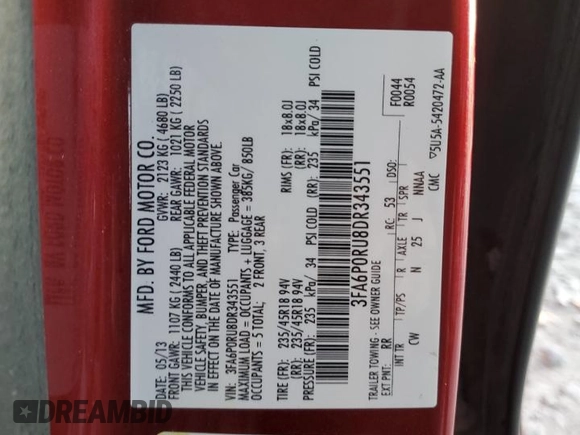 MFD. BY FORD MOTOR CO.
DATE: 05/13 GVWR: 2123 KG ( 4680 LB)
FRONT GAWR: 1107 KG ( 2440 LB) REAR GAWR: 1021 KG ( 2250 LB)
THIS VEHICLE CONFORMS TO ALL APPLICABLE FEDERAL MOTOR
VEHICLE SAFETY, BUMPER, AND THEFT PREVENTION STANDARDS
IN EFFECT ON THE DATE OF MANUFACTURE SHOWN ABOVE.
VIN: 3FA6P0RU8DR343551 TYPE: Passenger Car
MAXIMUM LOAD = OCCUPANTS + LUGGAGE = 385KG/ 850LB
OCCUPANTS = 5 TOTAL; 2 FRONT, 3 REAR
TIRE (FR): 235/45R18 94V RIMS (FR): 18x8.0J
(RR): 235/45R18 94V (RR): 18x8.0J
PRESSURE (FR): 235 kPa/ 34 PSI COLD (RR): 235 kPa/ 34 PSI COLD
3FA6P0RU8DR343551
TRAILER TOWING - SEE OWNER GUIDE F0044
EXT PNT: RR RC: 53 DSO: R0054
INT TR TP/PS R AXLE TR SPR
CW N 25 J NNAA
CMC ▽5U5A-5420472-AA
DREAMBID